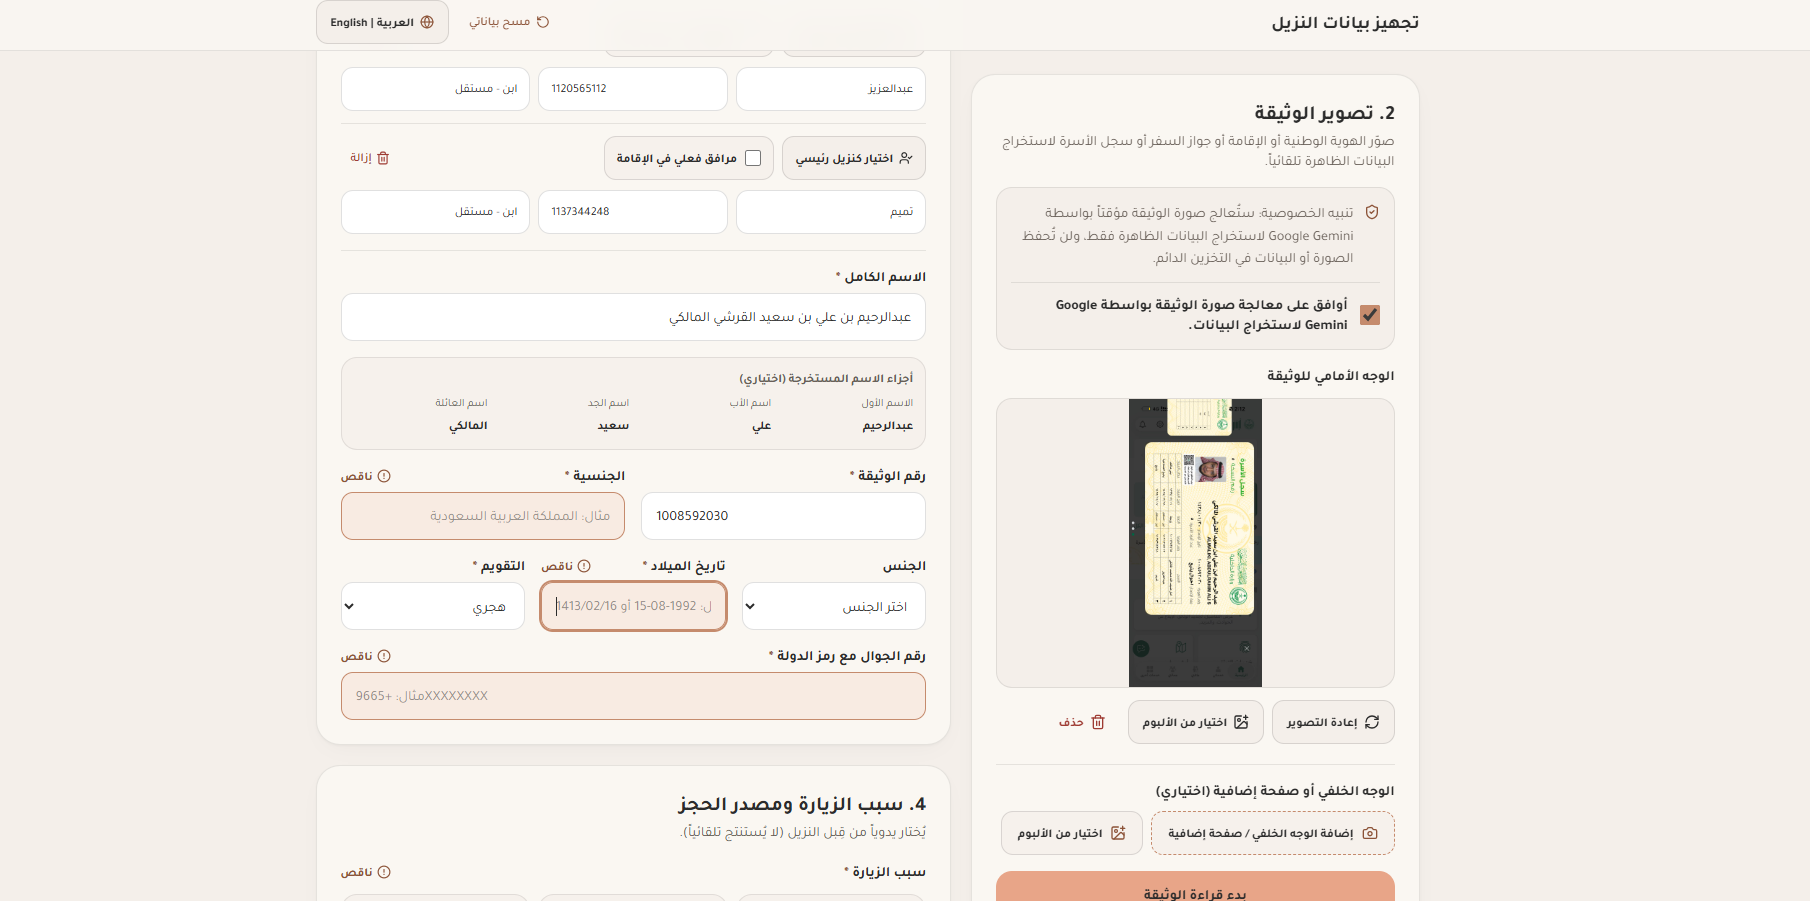 تجهيز بيانات النزيل
مسح بياناتي
العربية | English
2. تصوير الوثيقة
صوّر الهوية الوطنية أو الإقامة أو جواز السفر أو سجل الأسرة لاستخراج
البيانات الظاهرة تلقائياً.
تنبيه الخصوصية: ستُعالج صورة الوثيقة مؤقتاً بواسطة
Google Gemini لاستخراج البيانات الظاهرة فقط، ولن تُحفظ
الصورة أو البيانات في التخزين الدائم.
أوافق على معالجة صورة الوثيقة بواسطة Google
Gemini لاستخراج البيانات.
الوجه الأمامي للوثيقة
سجل الأسرة
إعادة التصوير
اختيار من الألبوم
حذف
الوجه الخلفي أو صفحة إضافية (اختياري)
إضافة الوجه الخلفي / صفحة إضافية
اختيار من الألبوم
بدء قراءة الوثيقة
عبدالعزيز
1120565112
ابن - مستقل
اختيار كنزيل رئيسي
مرافق فعلي في الإقامة
إزالة
تميم
1137344248
ابن - مستقل
الاسم الكامل *
عبدالرحيم بن علي بن سعيد القرشي المالكي
أجزاء الاسم المستخرجة (اختياري)
الاسم الأول
اسم الأب
اسم الجد
اسم العائلة
عبدالرحيم
علي
سعيد
المالكي
رقم الوثيقة *
الجنسية *
ناقص
1008592030
مثال: المملكة العربية السعودية
الجنس
تاريخ الميلاد *
ناقص
التقويم *
اختر الجنس
ل: 1992-08-15 أو 1413/02/16
هجري
رقم الجوال مع رمز الدولة *
ناقص
مثال: +9665XXXXXXXX
4. سبب الزيارة ومصدر الحجز
يُختار يدوياً من قِبل النزيل (لا يُستنتج تلقائياً).
سبب الزيارة *
ناقص